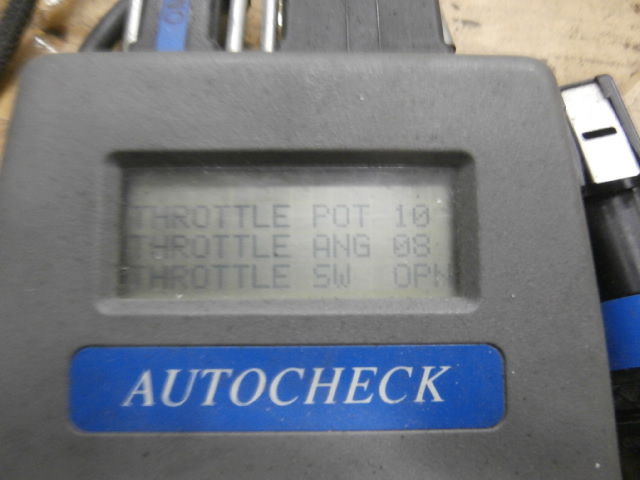 THROTTLE POT 10
THROTTLE ANG 08
THROTTLE SW OPN
AUTOCHECK